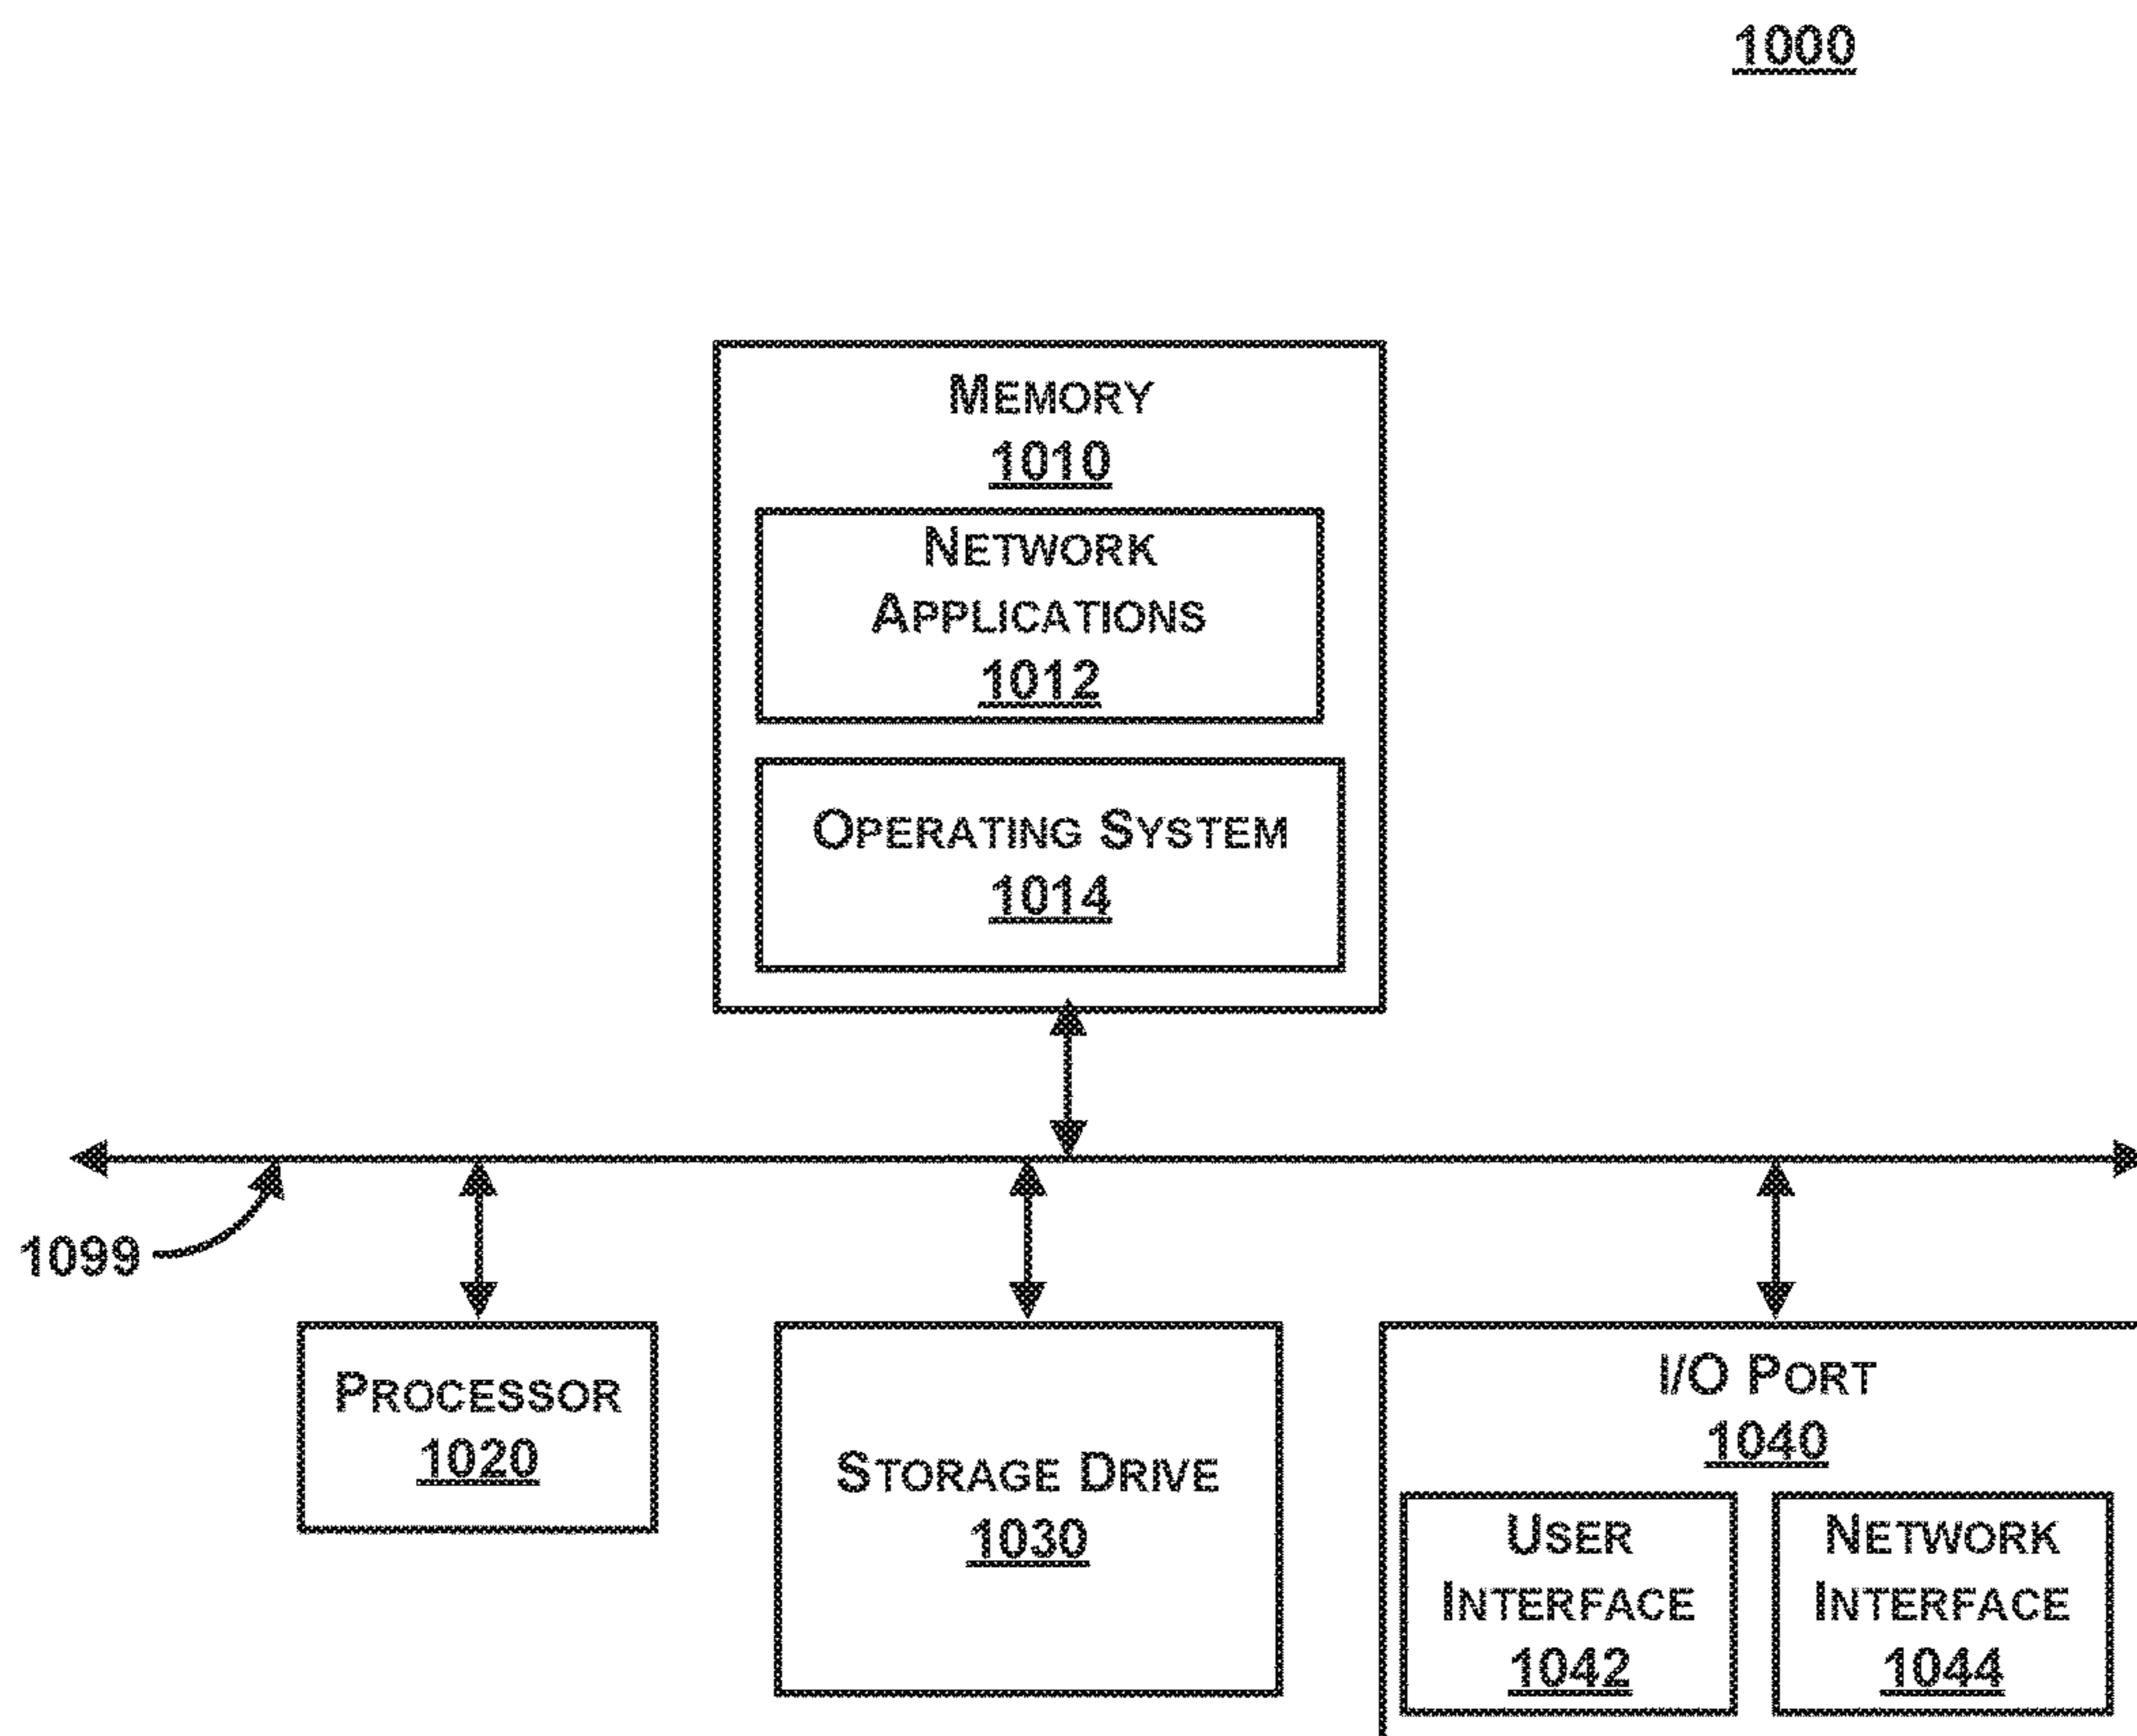 1000
MEMORY
1010
NETWORK
APPLICATIONS
1012
OPERATING SYSTEM
1014
1099
PROCESSOR
1020
STORAGE DRIVE
1030
I/O PORT
1040
USER
INTERFACE
1042
NETWORK
INTERFACE
1044